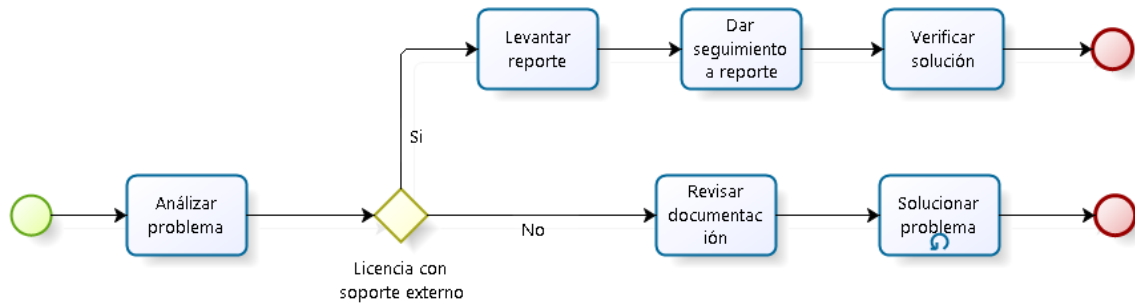 Levantar
reporte
Dar
seguimiento
a reporte
Verificar
solución
Si
Análizar
problema
Licencia con
soporte externo
No
Revisar
documentac
ión
Solucionar
problema